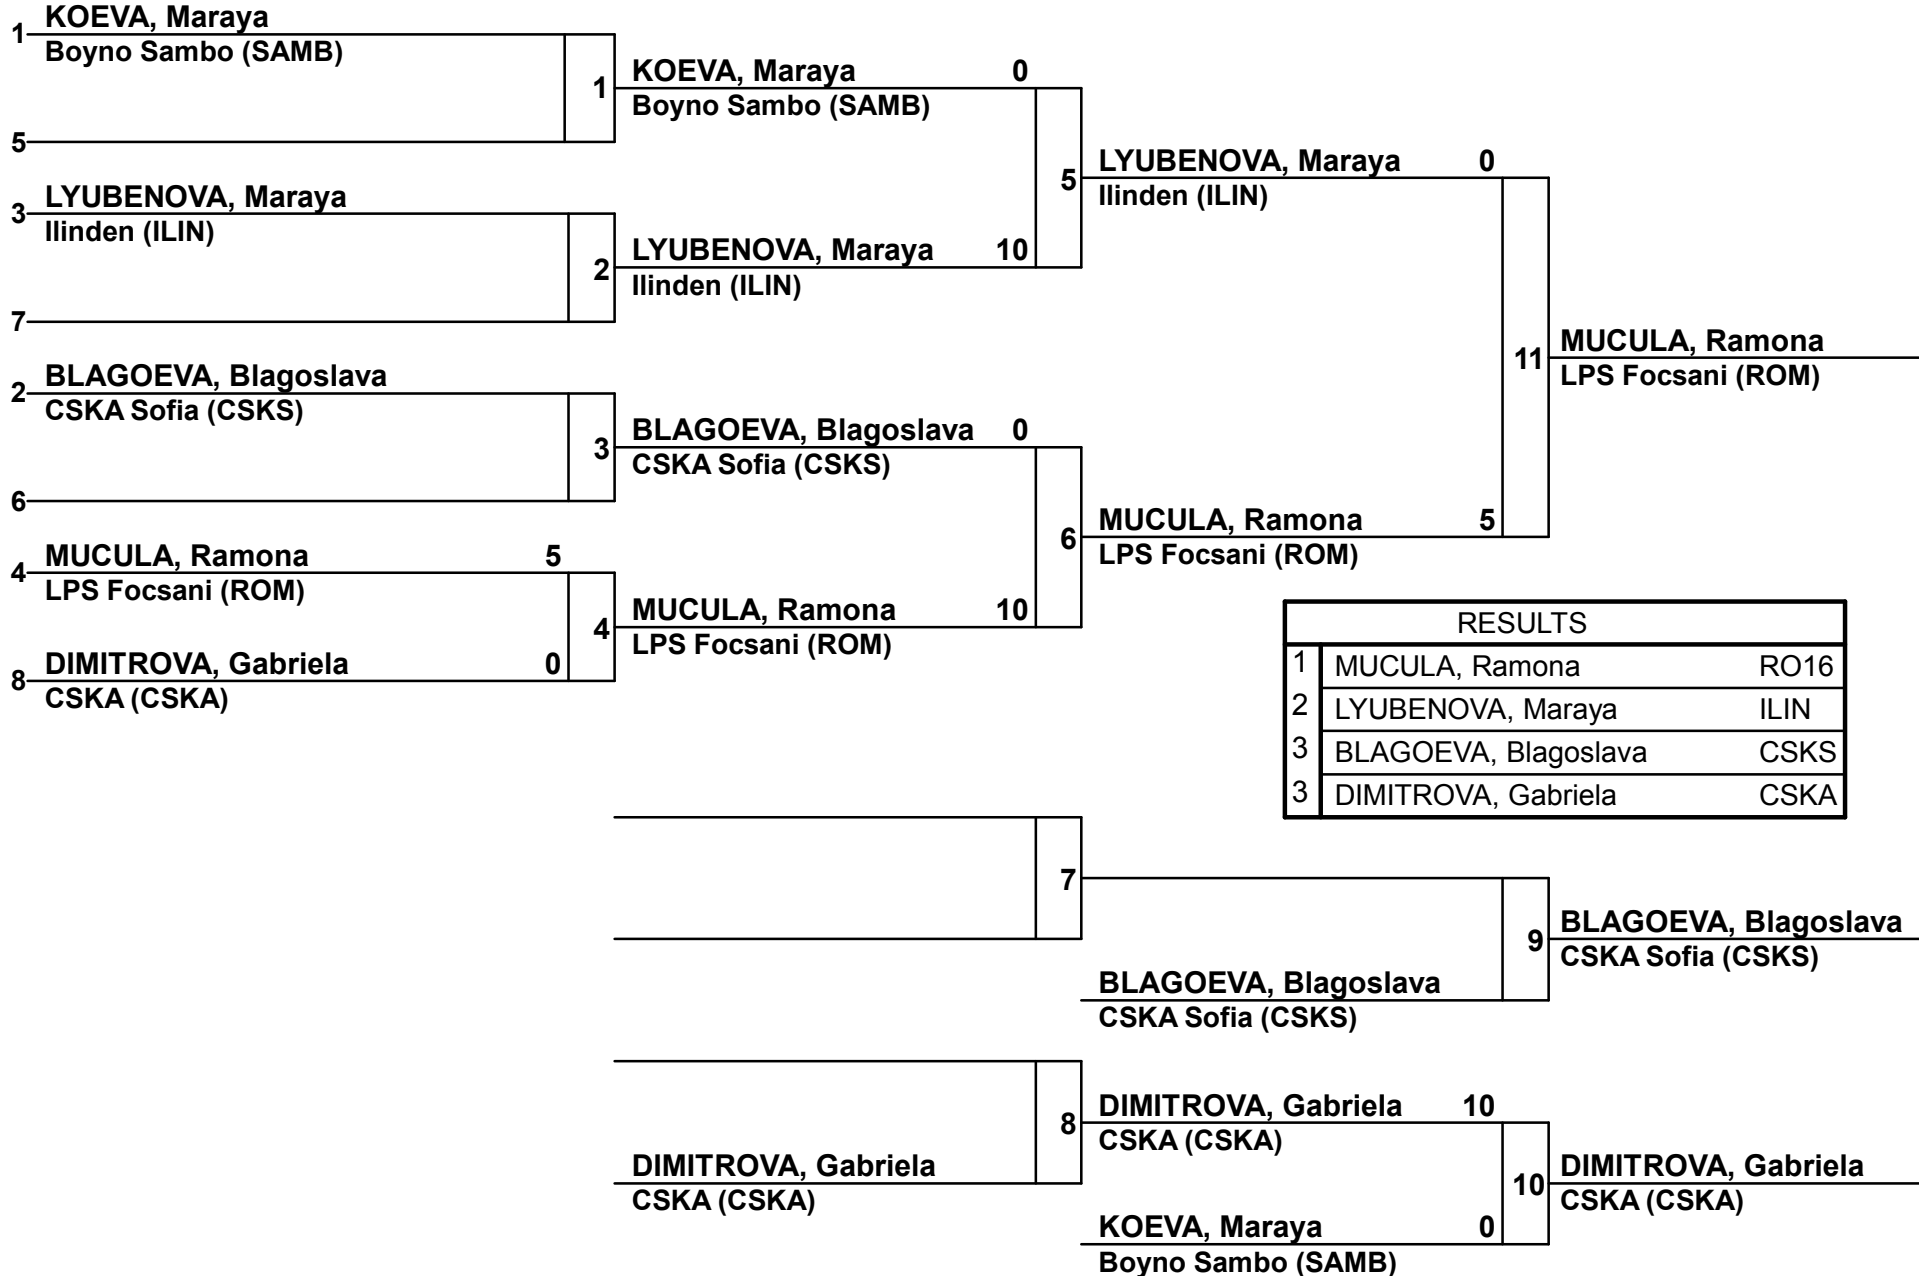 KOEVA, Maraya
1
Boyno Sambo (SAMB)
1
KOEVA, Maraya 0
Boyno Sambo (SAMB)
5
5
LYUBENOVA, Maraya 0
Ilinden (ILIN)
3
LYUBENOVA, Maraya
Ilinden (ILIN)
2
LYUBENOVA, Maraya 10
Ilinden (ILIN)
7
11
MUCULA, Ramona
LPS Focsani (ROM)
2
BLAGOEVA, Blagoslava
CSKA Sofia (CSKS)
3
BLAGOEVA, Blagoslava 0
CSKA Sofia (CSKS)
6
6
MUCULA, Ramona 5
LPS Focsani (ROM)
4
MUCULA, Ramona 5
LPS Focsani (ROM)
4
MUCULA, Ramona 10
LPS Focsani (ROM)
8
DIMITROVA, Gabriela 0
CSKA (CSKA)
RESULTS
1 MUCULA, Ramona RO16
2 LYUBENOVA, Maraya ILIN
3 BLAGOEVA, Blagoslava CSKS
3 DIMITROVA, Gabriela CSKA
7
9
BLAGOEVA, Blagoslava
CSKA Sofia (CSKS)
BLAGOEVA, Blagoslava
CSKA Sofia (CSKS)
8
DIMITROVA, Gabriela 10
CSKA (CSKA)
DIMITROVA, Gabriela
CSKA (CSKA)
10
DIMITROVA, Gabriela
CSKA (CSKA)
KOEVA, Maraya 0
Boyno Sambo (SAMB)